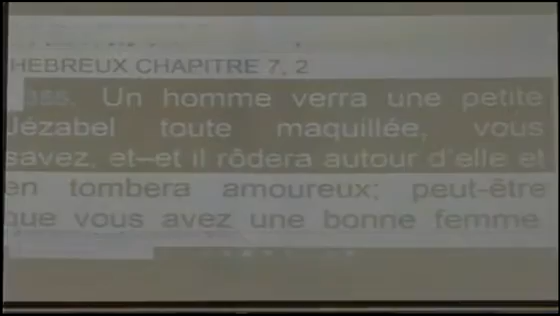 HEBREUX CHAPITRE 7, 2
355. Un homme verra une petite
Jézabel toute maquillée, vous
savez, et–et il rôdera autour d'elle et
en tombera amoureux; peut-être
que vous avez une bonne femme